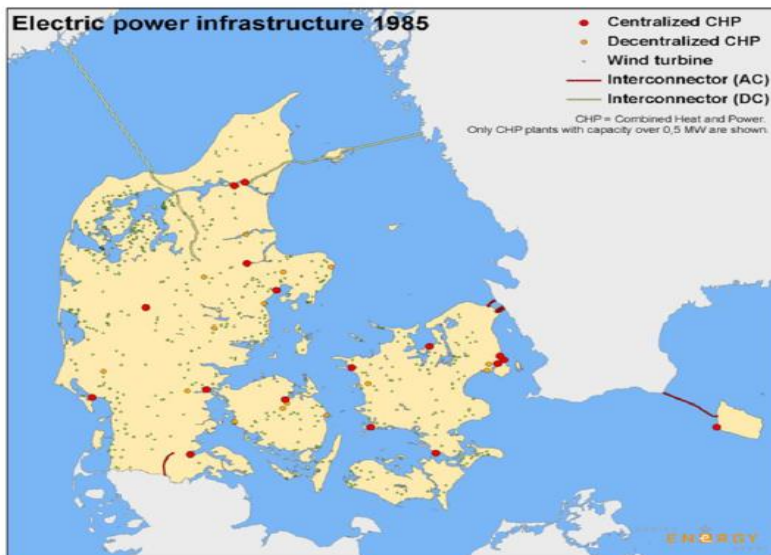 Electric power infrastructure 1985
Centralized CHP
Decentralized CHP
Wind turbine
Interconnector (AC)
Interconnector (DC)
CHP = Combined Heat and Power.
Only CHP plants with capacity over 0,5 MW are shown.
ENERGY